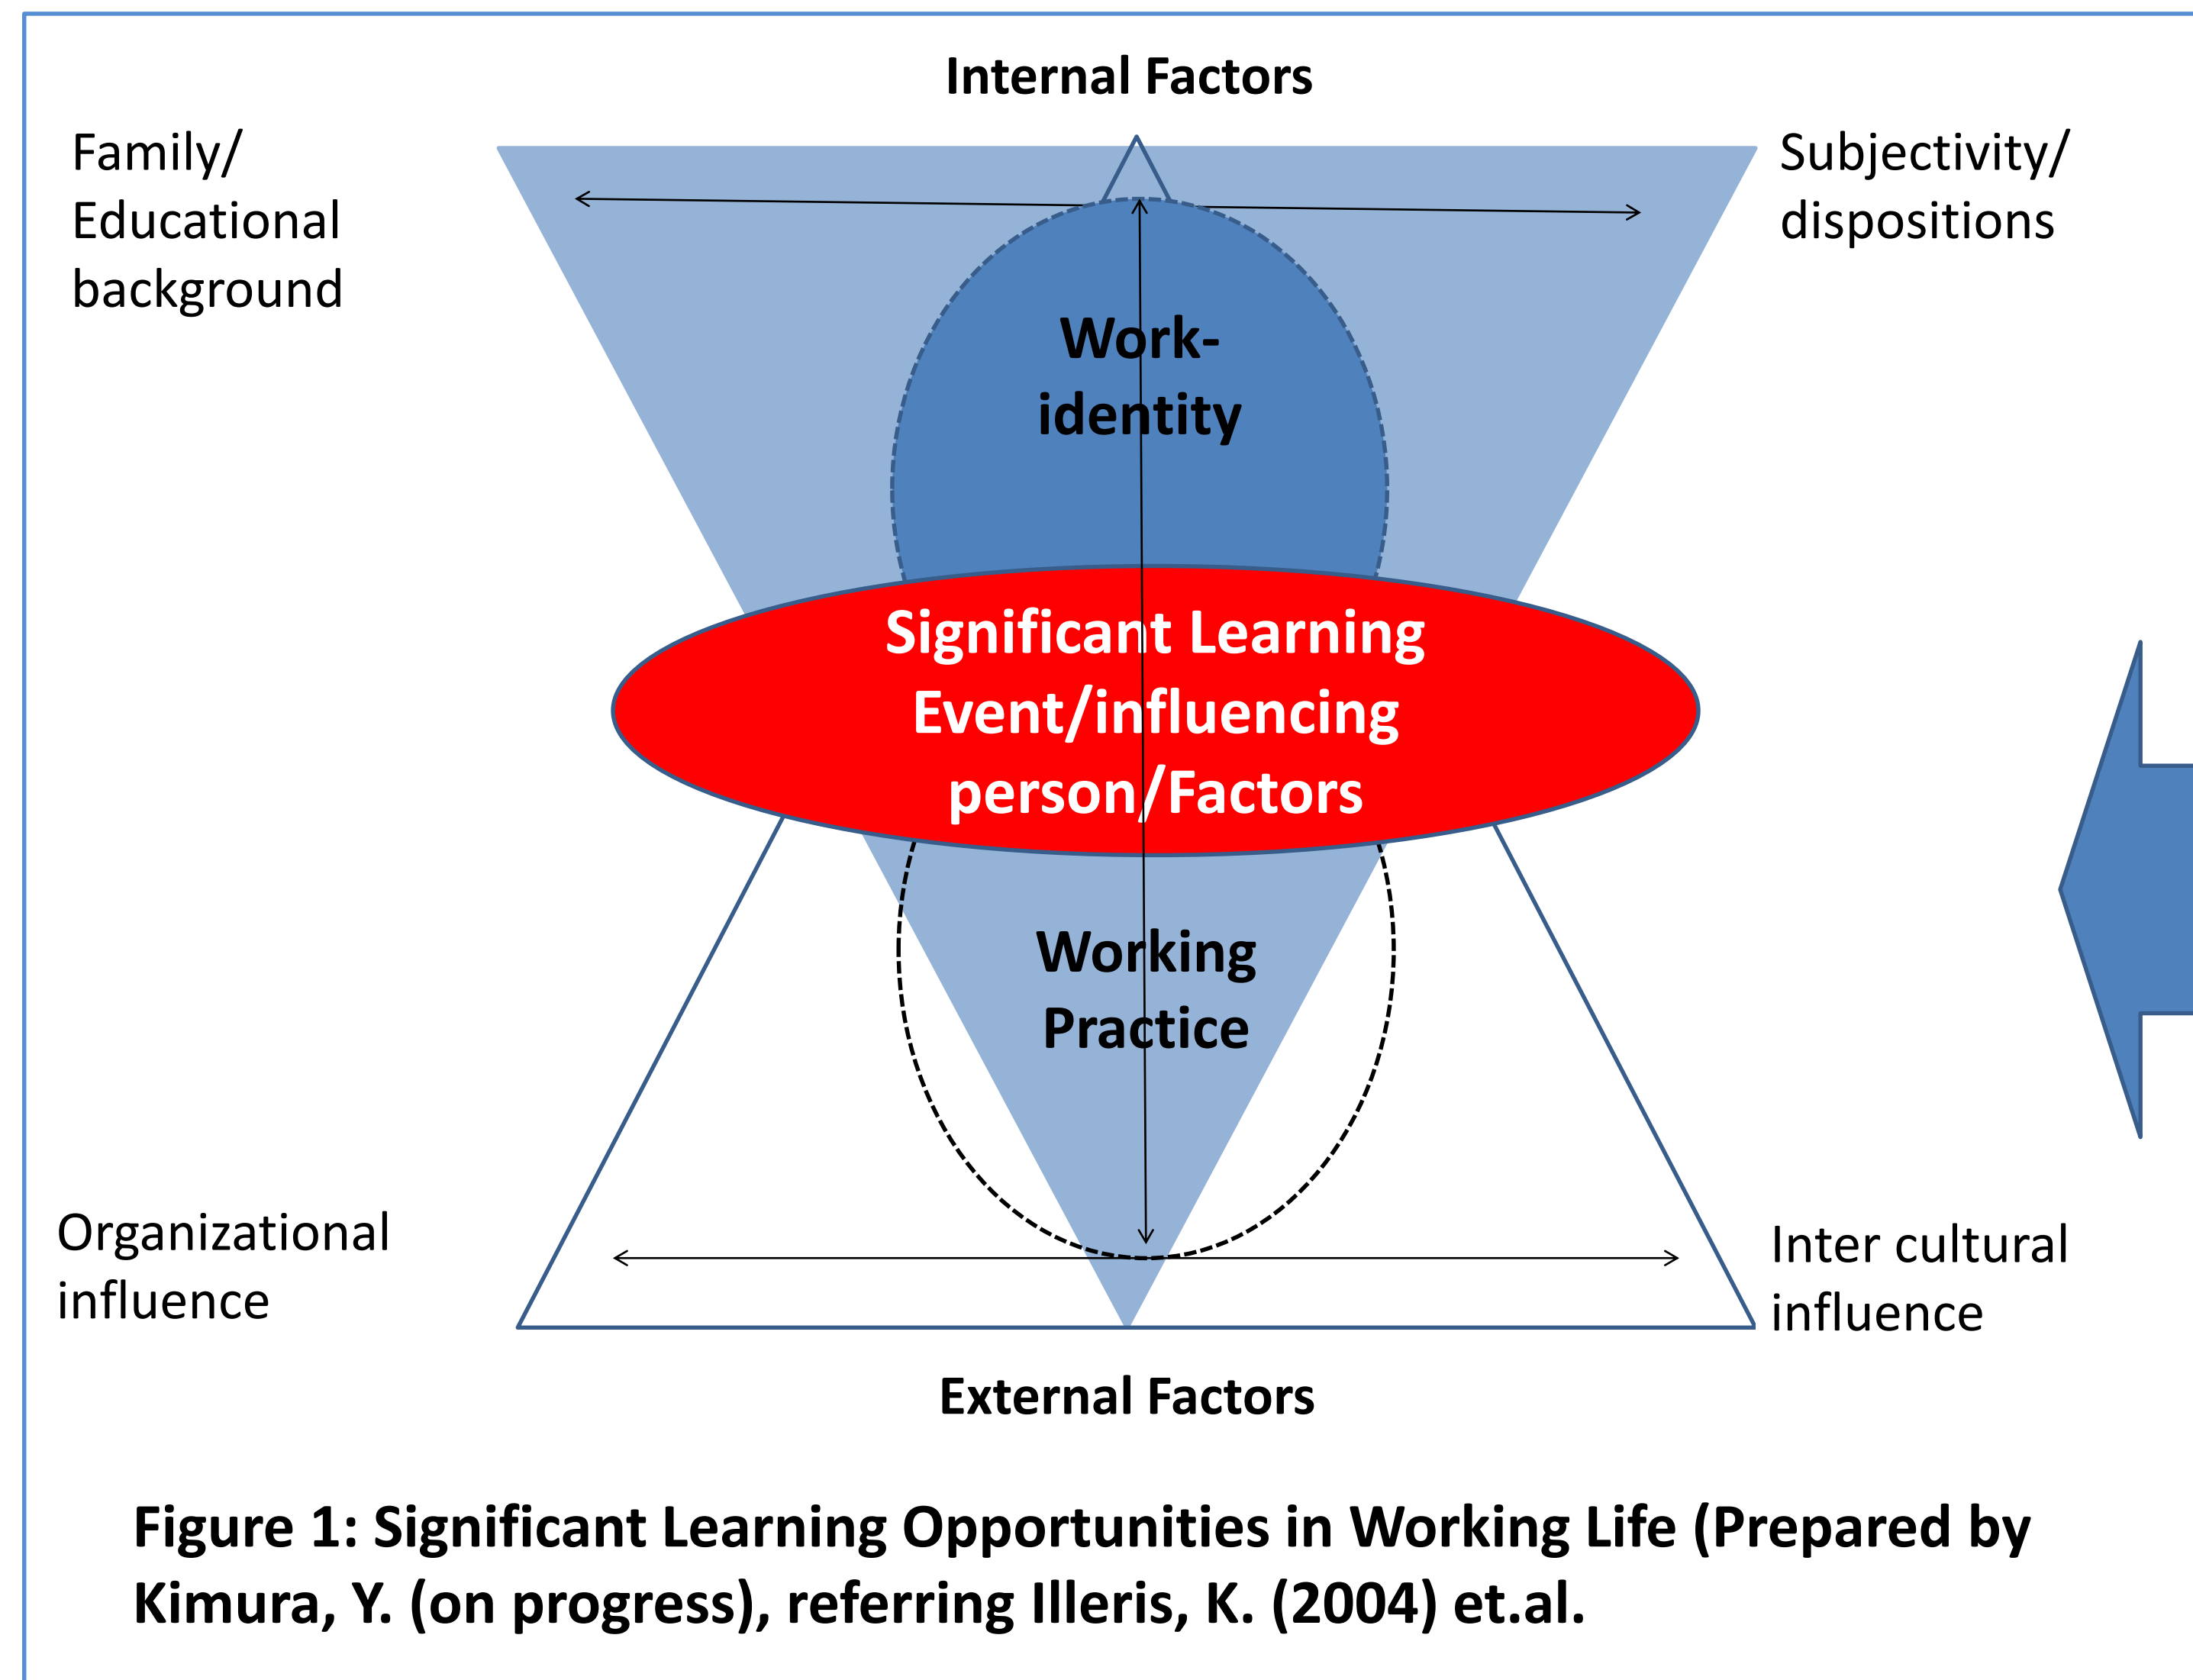 Internal Factors
Family/
Educational
background
Subjectivity/
dispositions
Work-
identity
Significant Learning
Event/influencing
person/Factors
Working
Practice
Organizational
influence
Inter cultural
influence
External Factors
Figure 1: Significant Learning Opportunities in Working Life (Prepared by
Kimura, Y. (on progress), referring Illeris, K. (2004) et.al.